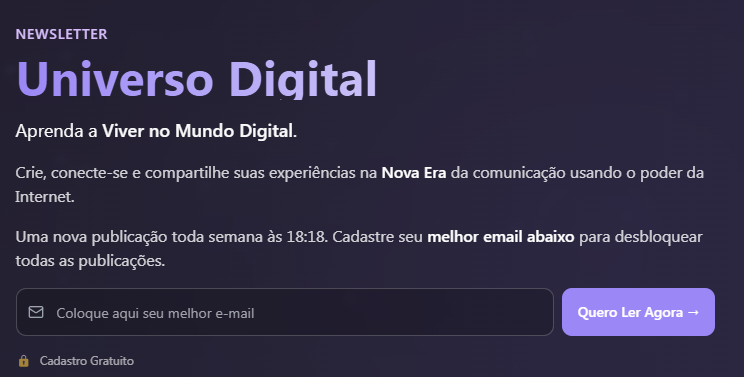 NEWSLETTER
Universo Digital
Aprenda a Viver no Mundo Digital.
Crie, conecte-se e compartilhe suas experiências na Nova Era da comunicação usando o poder da
Internet.
Uma nova publicação toda semana às 18:18. Cadastre seu melhor email abaixo para desbloquear
todas as publicações.
Coloque aqui seu melhor e-mail
Quero Ler Agora →
Cadastro Gratuito